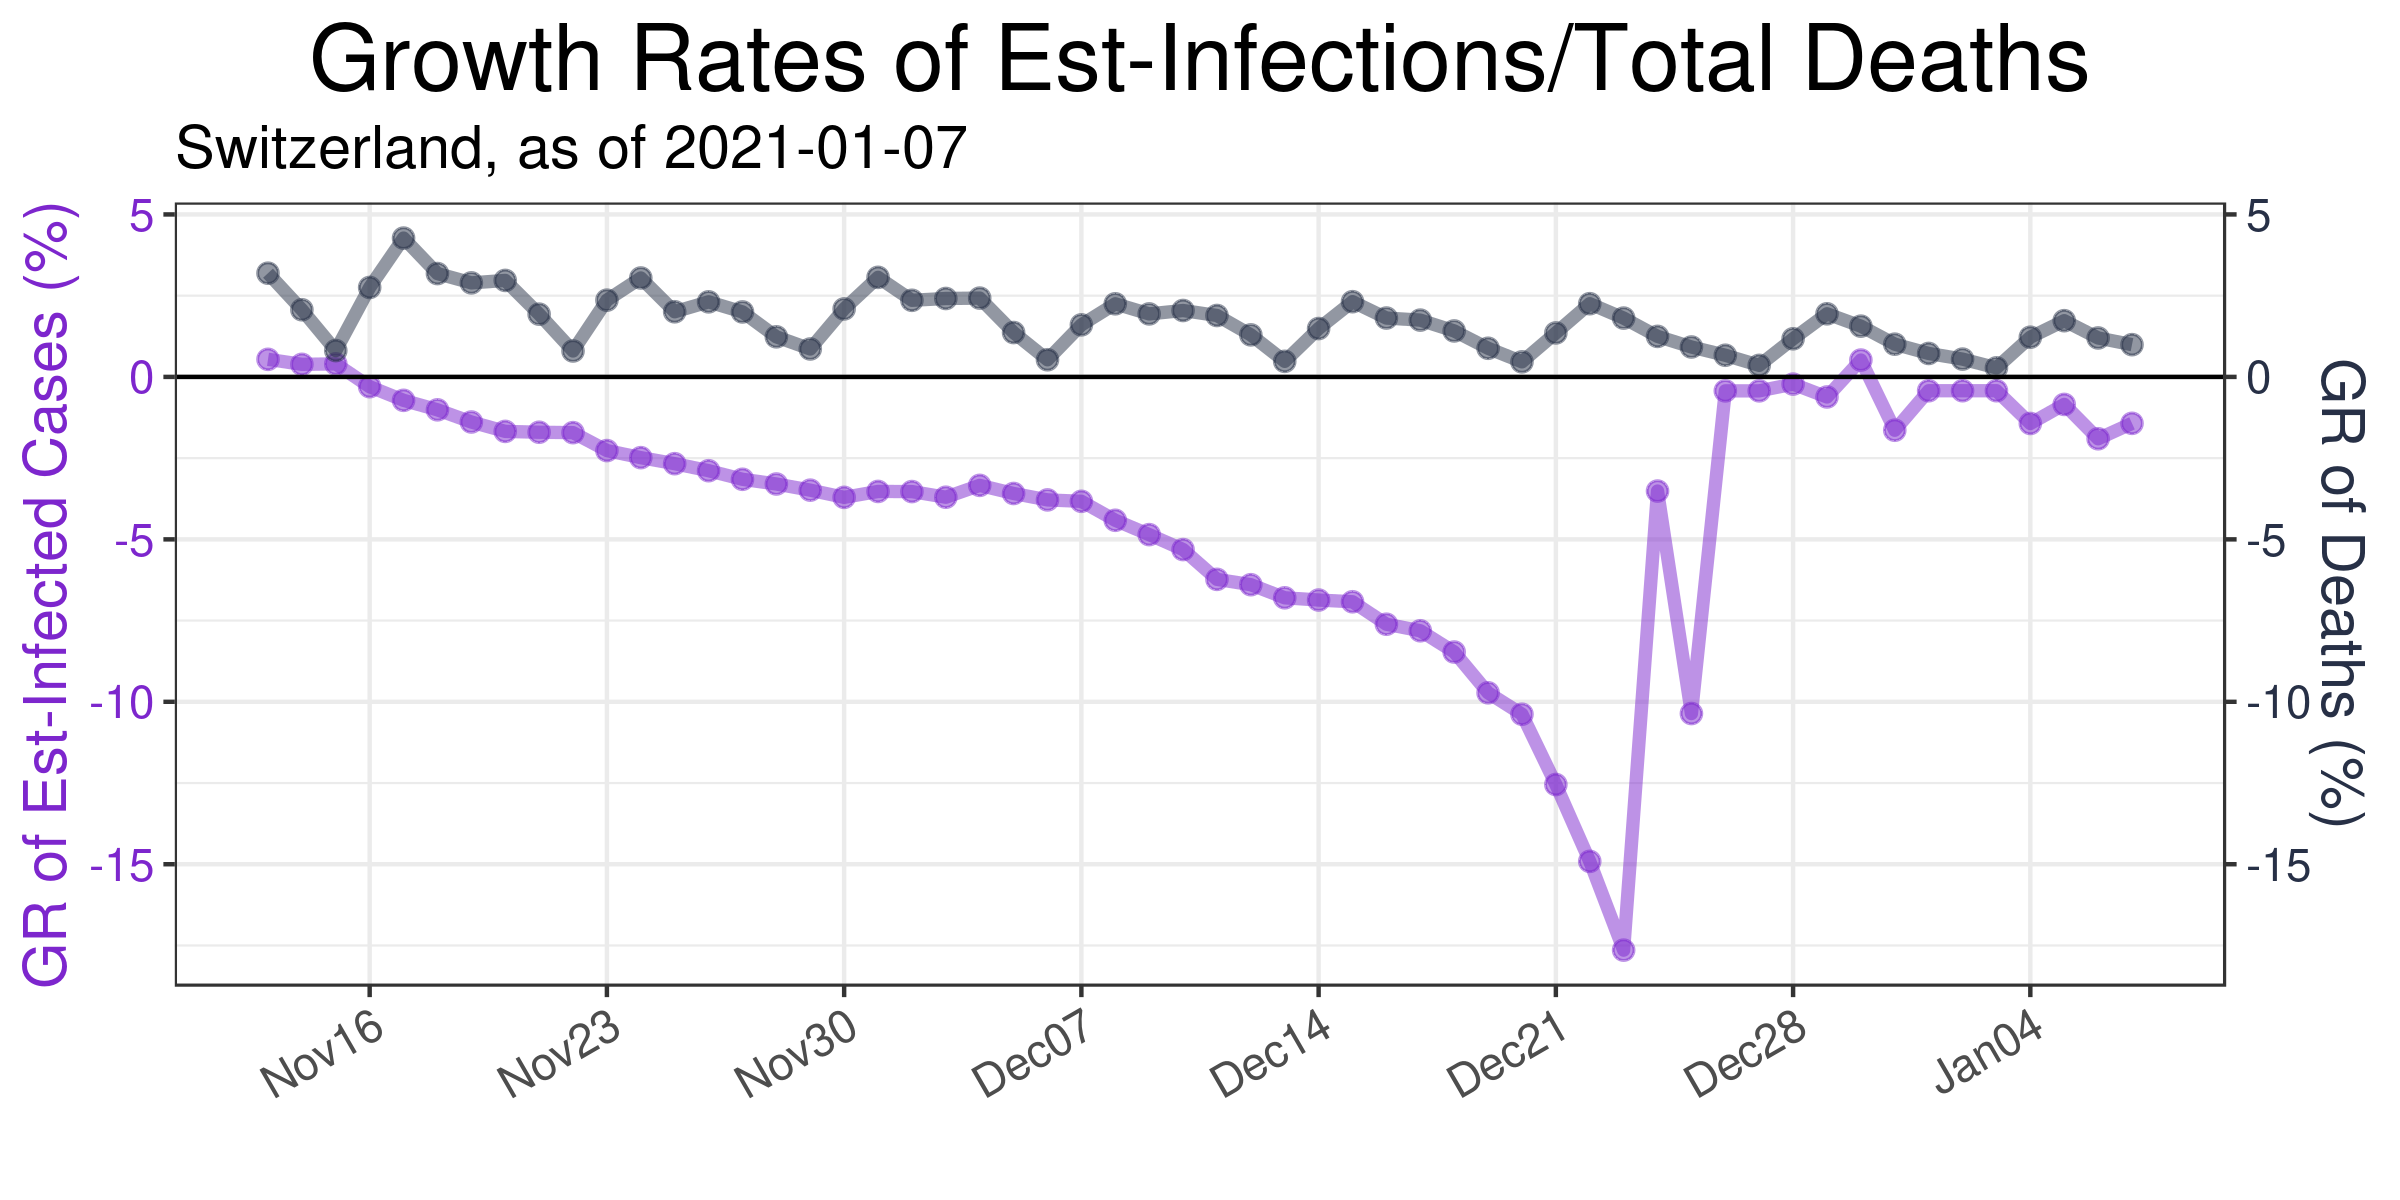 Growth Rates of Est-Infections/Total Deaths
Switzerland, as of 2021-01-07
GR of Est-Infected Cases (%)
5
0
-5
-10
-15
5
0
-5
-10
-15
GR of Deaths (%)
Nov16
Nov23
Nov30
Dec07
Dec14
Dec21
Dec28
Jan04